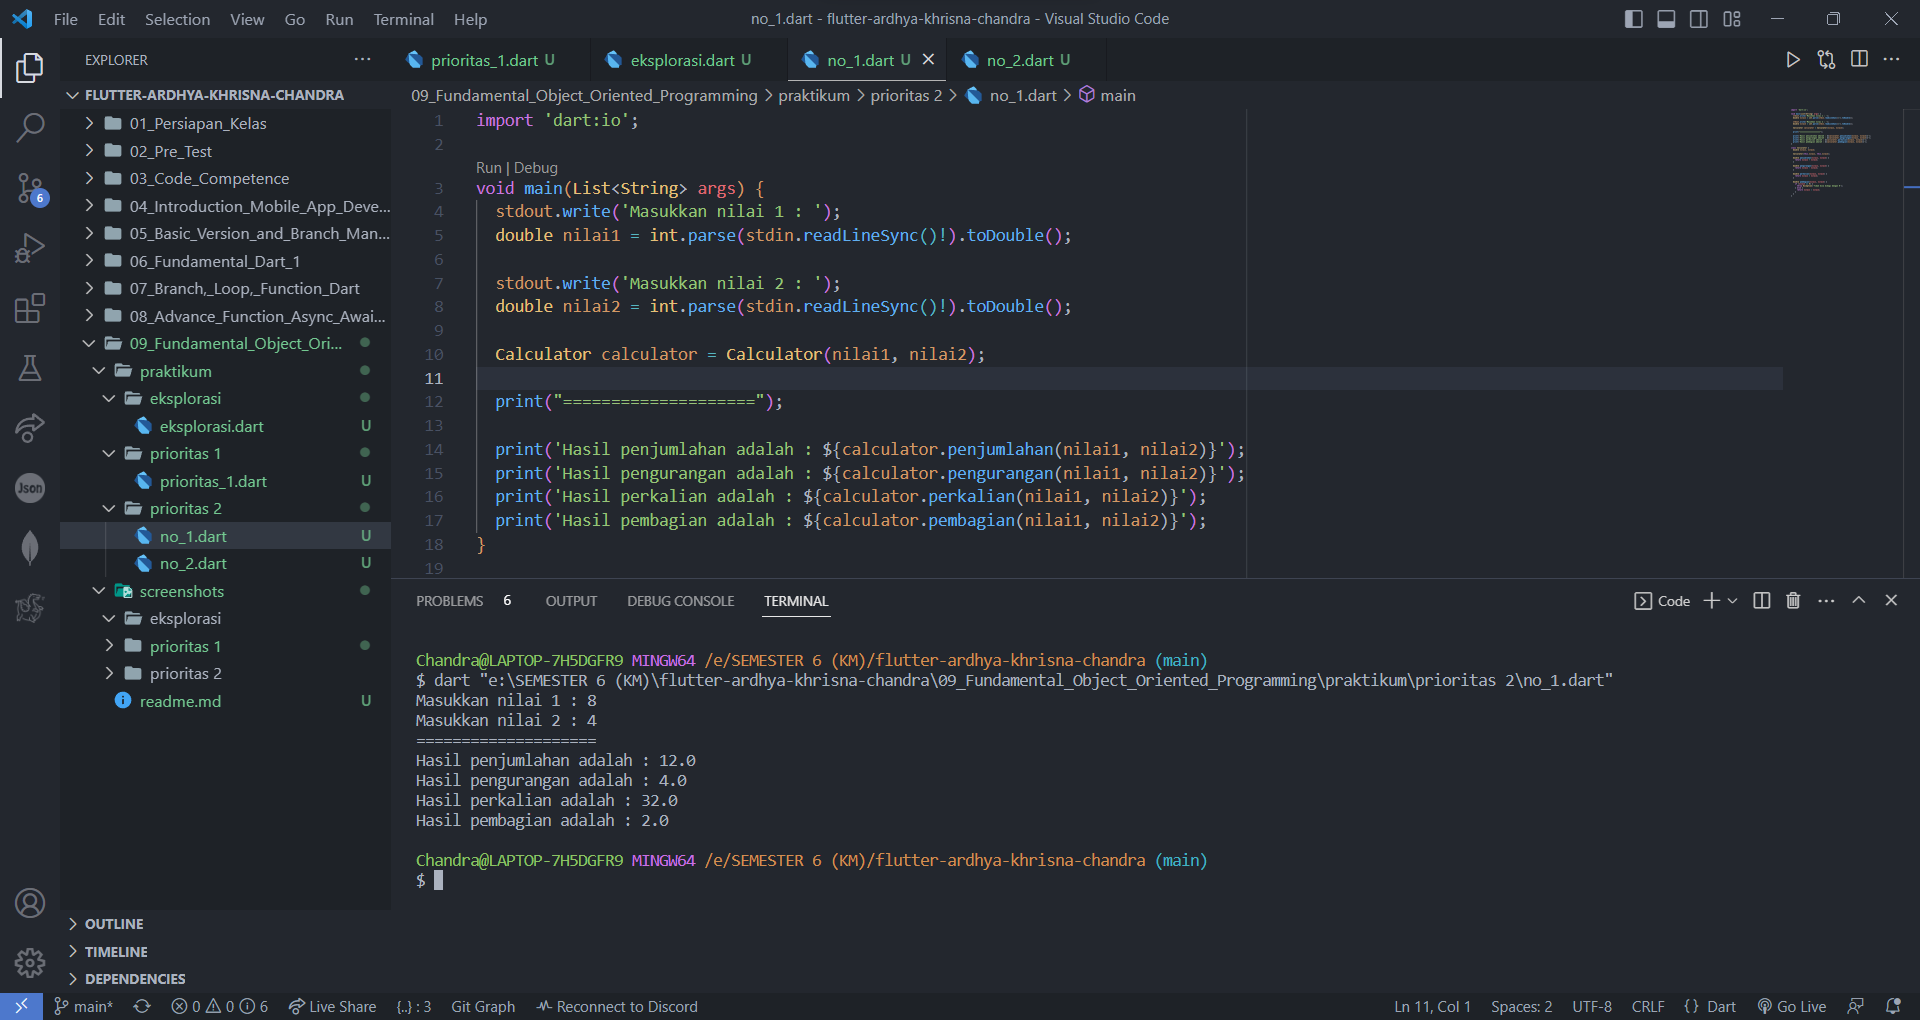 File Edit Selection View Go Run Terminal Help
no_1.dart - flutter-ardhya-khrisna-chandra - Visual Studio Code
EXPLORER
FLUTTER-ARDHYA-KHRISNA-CHANDRA
01_Persiapan_Kelas
02_Pre_Test
03_Code_Competence
04_Introduction_Mobile_App_Deve...
05_Basic_Version_and_Branch_Man...
06_Fundamental_Dart_1
07_Branch,_Loop,_Function_Dart
08_Advance_Function_Async_Awai...
09_Fundamental_Object_Ori...
praktikum
eksplorasi
eksplorasi.dart U
prioritas 1
prioritas_1.dart U
prioritas 2
no_1.dart U
no_2.dart U
screenshots
eksplorasi
prioritas 1
prioritas 2
readme.md U
OUTLINE
TIMELINE
DEPENDENCIES
6
Json
prioritas_1.dart U eksplorasi.dart U no_1.dart U no_2.dart U
09_Fundamental_Object_Oriented_Programming > praktikum > prioritas 2 > no_1.dart > main
1 import 'dart:io';
2
Run | Debug
3 void main(List<String> args) {
4 stdout.write('Masukkan nilai 1 : ');
5 double nilai1 = int.parse(stdin.readLineSync()!).toDouble();
6
7 stdout.write('Masukkan nilai 2 : ');
8 double nilai2 = int.parse(stdin.readLineSync()!).toDouble();
9
10 Calculator calculator = Calculator(nilai1, nilai2);
11
12 print("====================");
13
14 print('Hasil penjumlahan adalah : ${calculator.penjumlahan(nilai1, nilai2)}');
15 print('Hasil pengurangan adalah : ${calculator.pengurangan(nilai1, nilai2)}');
16 print('Hasil perkalian adalah : ${calculator.perkalian(nilai1, nilai2)}');
17 print('Hasil pembagian adalah : ${calculator.pembagian(nilai1, nilai2)}');
18 }
19
PROBLEMS 6 OUTPUT DEBUG CONSOLE TERMINAL
Code
Chandra@LAPTOP-7H5DGFR9 MINGW64 /e/SEMESTER 6 (KM)/flutter-ardhya-khrisna-chandra (main)
$ dart "e:\SEMESTER 6 (KM)\flutter-ardhya-khrisna-chandra\09_Fundamental_Object_Oriented_Programming\praktikum\prioritas 2\no_1.dart"
Masukkan nilai 1 : 8
Masukkan nilai 2 : 4
====================
Hasil penjumlahan adalah : 12.0
Hasil pengurangan adalah : 4.0
Hasil perkalian adalah : 32.0
Hasil pembagian adalah : 2.0
Chandra@LAPTOP-7H5DGFR9 MINGW64 /e/SEMESTER 6 (KM)/flutter-ardhya-khrisna-chandra (main)
$
main* 0 0 6 Live Share {..} : 3 Git Graph Reconnect to Discord
Ln 11, Col 1 Spaces: 2 UTF-8 CRLF {} Dart Go Live